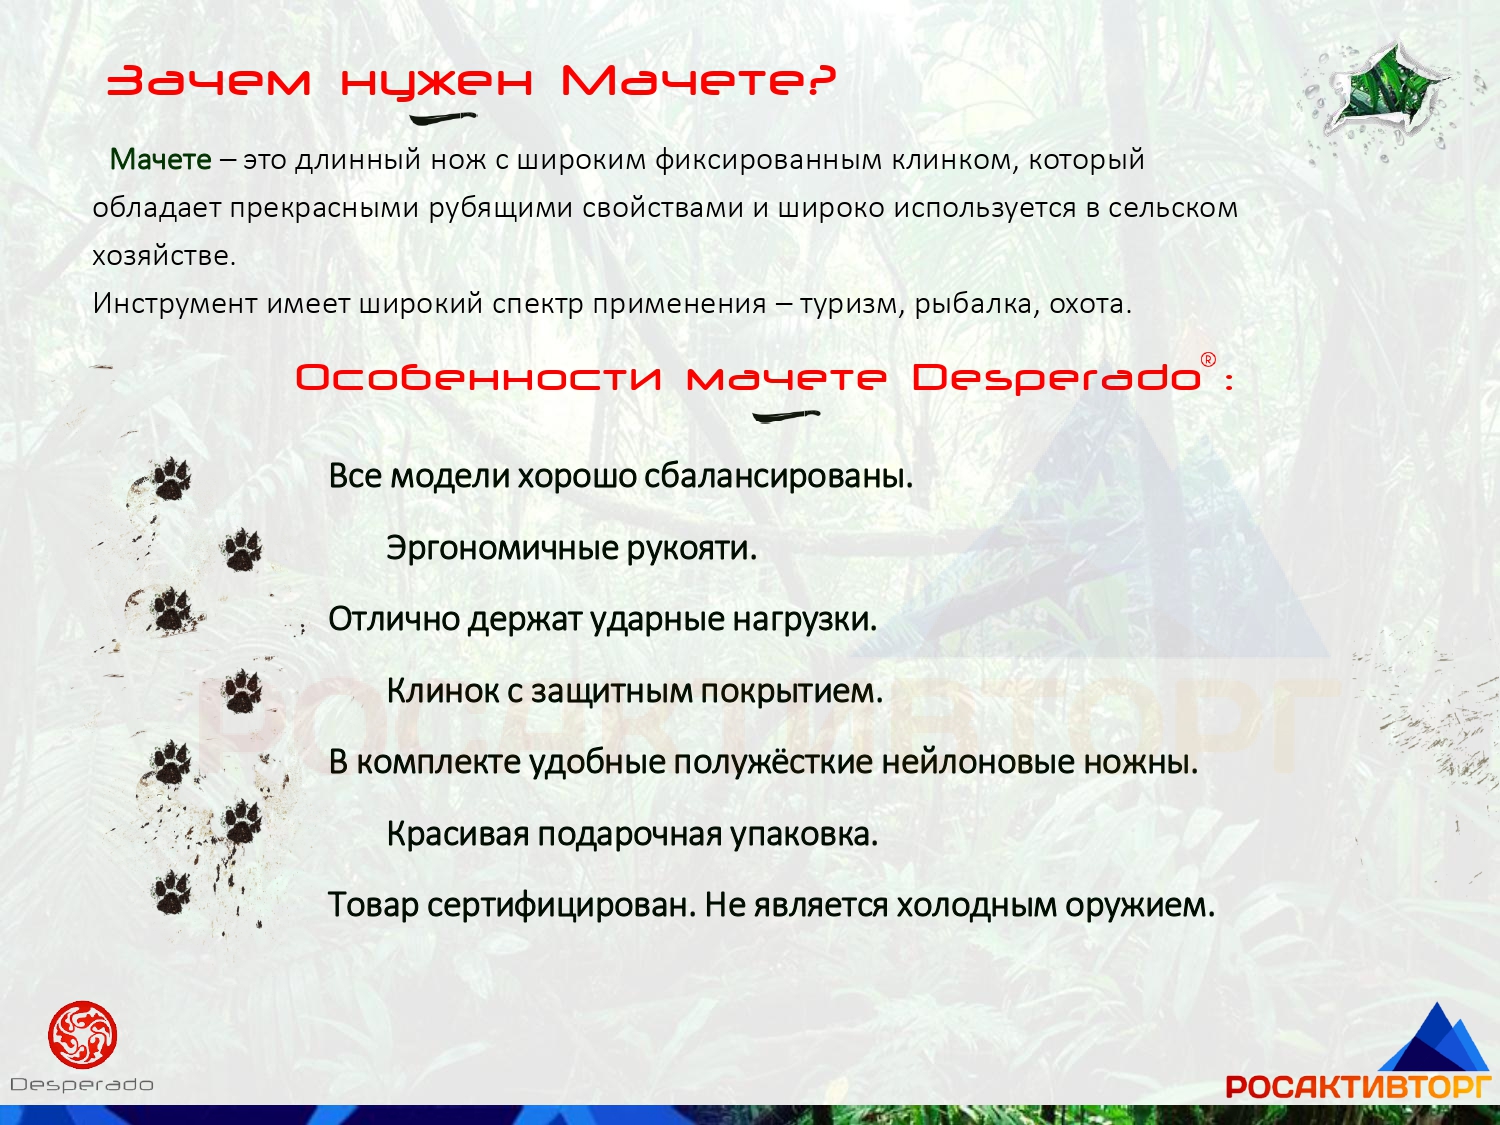 Зачем нужен Мачете?
Мачете – это длинный нож с широким фиксированным клинком, который
обладает прекрасными рубящими свойствами и широко используется в сельском
хозяйстве.
Инструмент имеет широкий спектр применения – туризм, рыбалка, охота.
Особенности мачете Desperado®:
Все модели хорошо сбалансированы.
Эргономичные рукояти.
Отлично держат ударные нагрузки.
Клинок с защитным покрытием.
РОСАКТИВТОРГ
В комплекте удобные полужёсткие нейлоновые ножны.
Красивая подарочная упаковка.
Товар сертифицирован. Не является холодным оружием.
Desperado
РОСАКТИВТОРГ